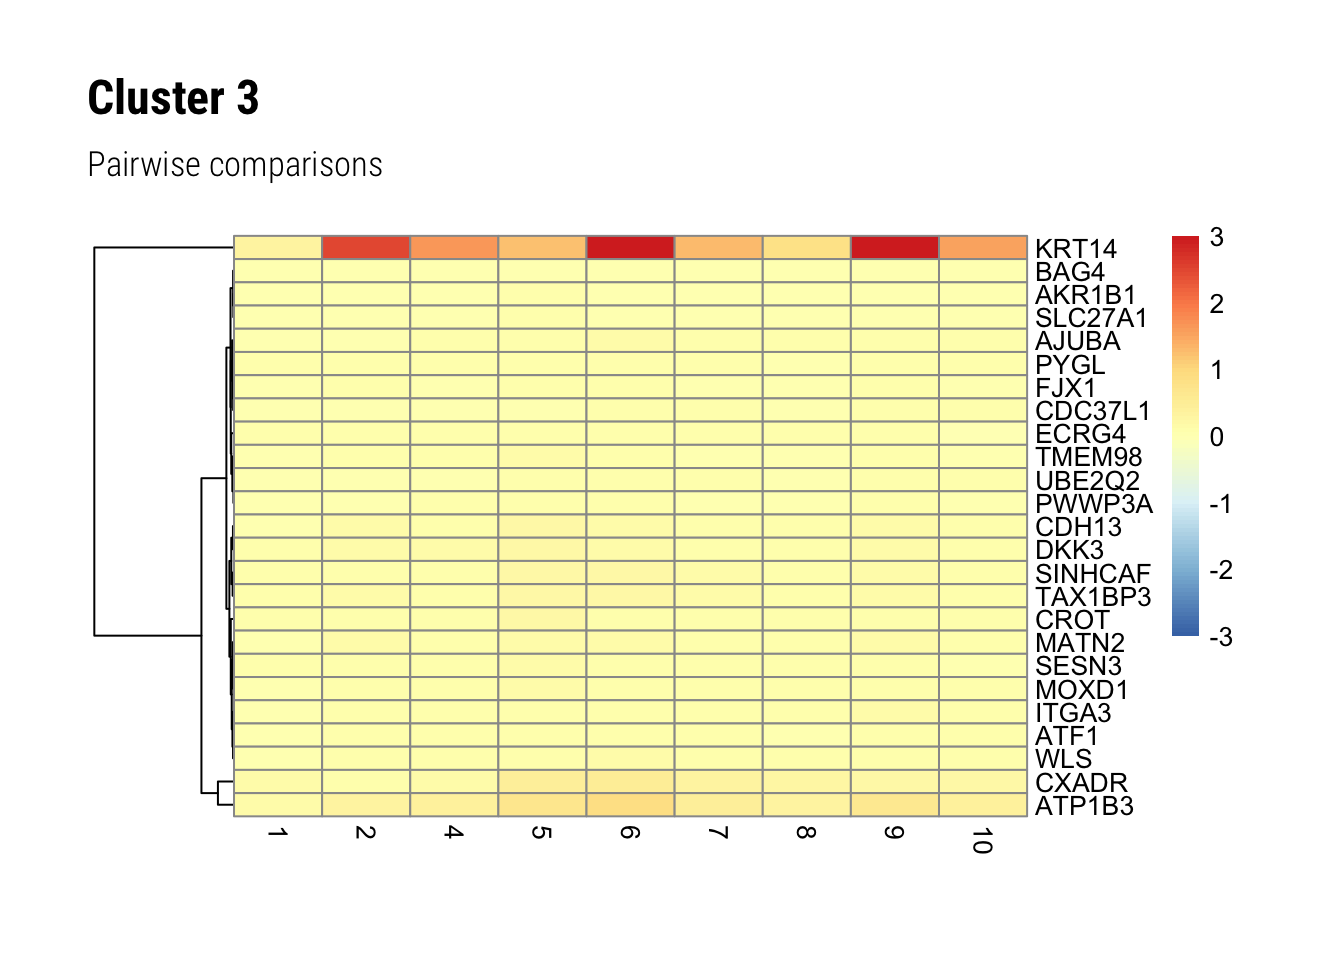 Cluster 3
Pairwise comparisons
KRT14
BAG4
AKR1B1
SLC27A1
AJUBA
PYGL
FJX1
CDC37L1
ECRG4
TMEM98
UBE2Q2
PWWP3A
CDH13
DKK3
SINHCAF
TAX1BP3
CROT
MATN2
SESN3
MOXD1
ITGA3
ATF1
WLS
CXADR
ATP1B3
1 2 4 5 6 7 8 9 10
3
2
1
0
-1
-2
-3